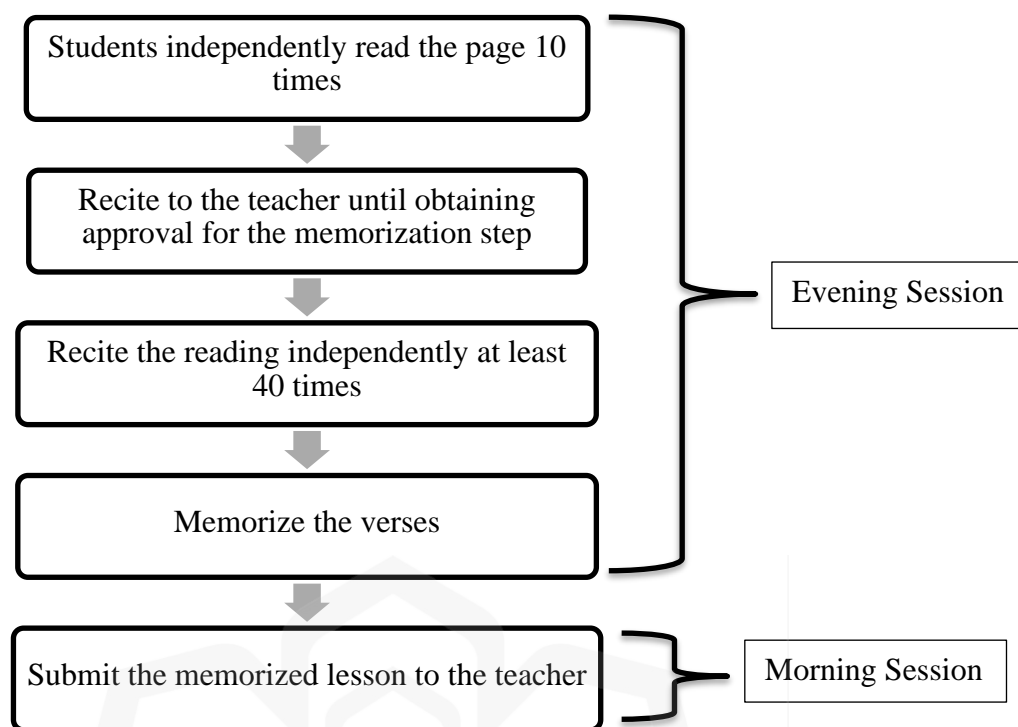 Students independently read the page 10
times
Recite to the teacher until obtaining
approval for the memorization step
Recite the reading independently at least
40 times
Memorize the verses
Evening Session
Submit the memorized lesson to the teacher
Morning Session